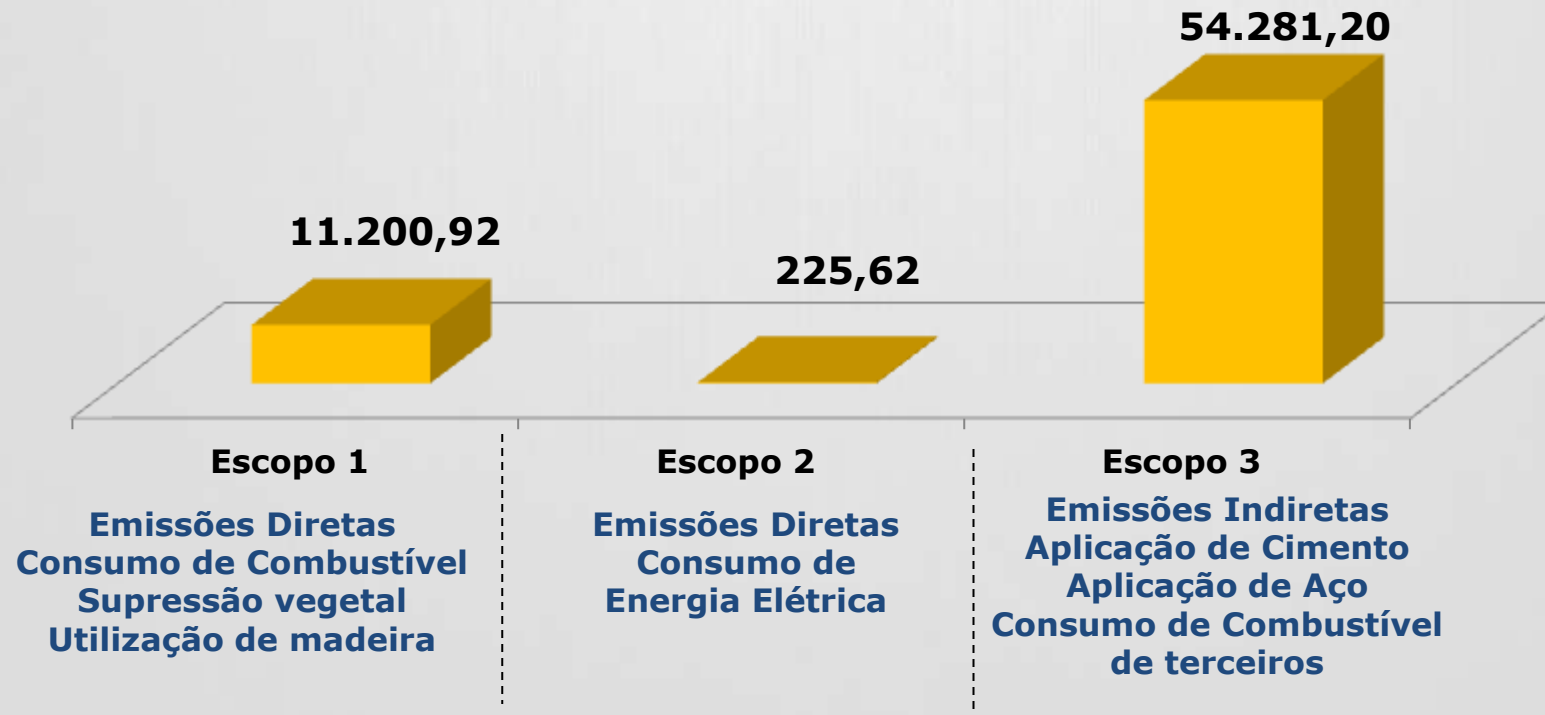 54.281,20
11.200,92
225,62
Escopo 1
Emissões Diretas
Consumo de Combustível
Supressão vegetal
Utilização de madeira
Escopo 2
Emissões Diretas
Consumo de
Energia Elétrica
Escopo 3
Emissões Indiretas
Aplicação de Cimento
Aplicação de Aço
Consumo de Combustível
de terceiros